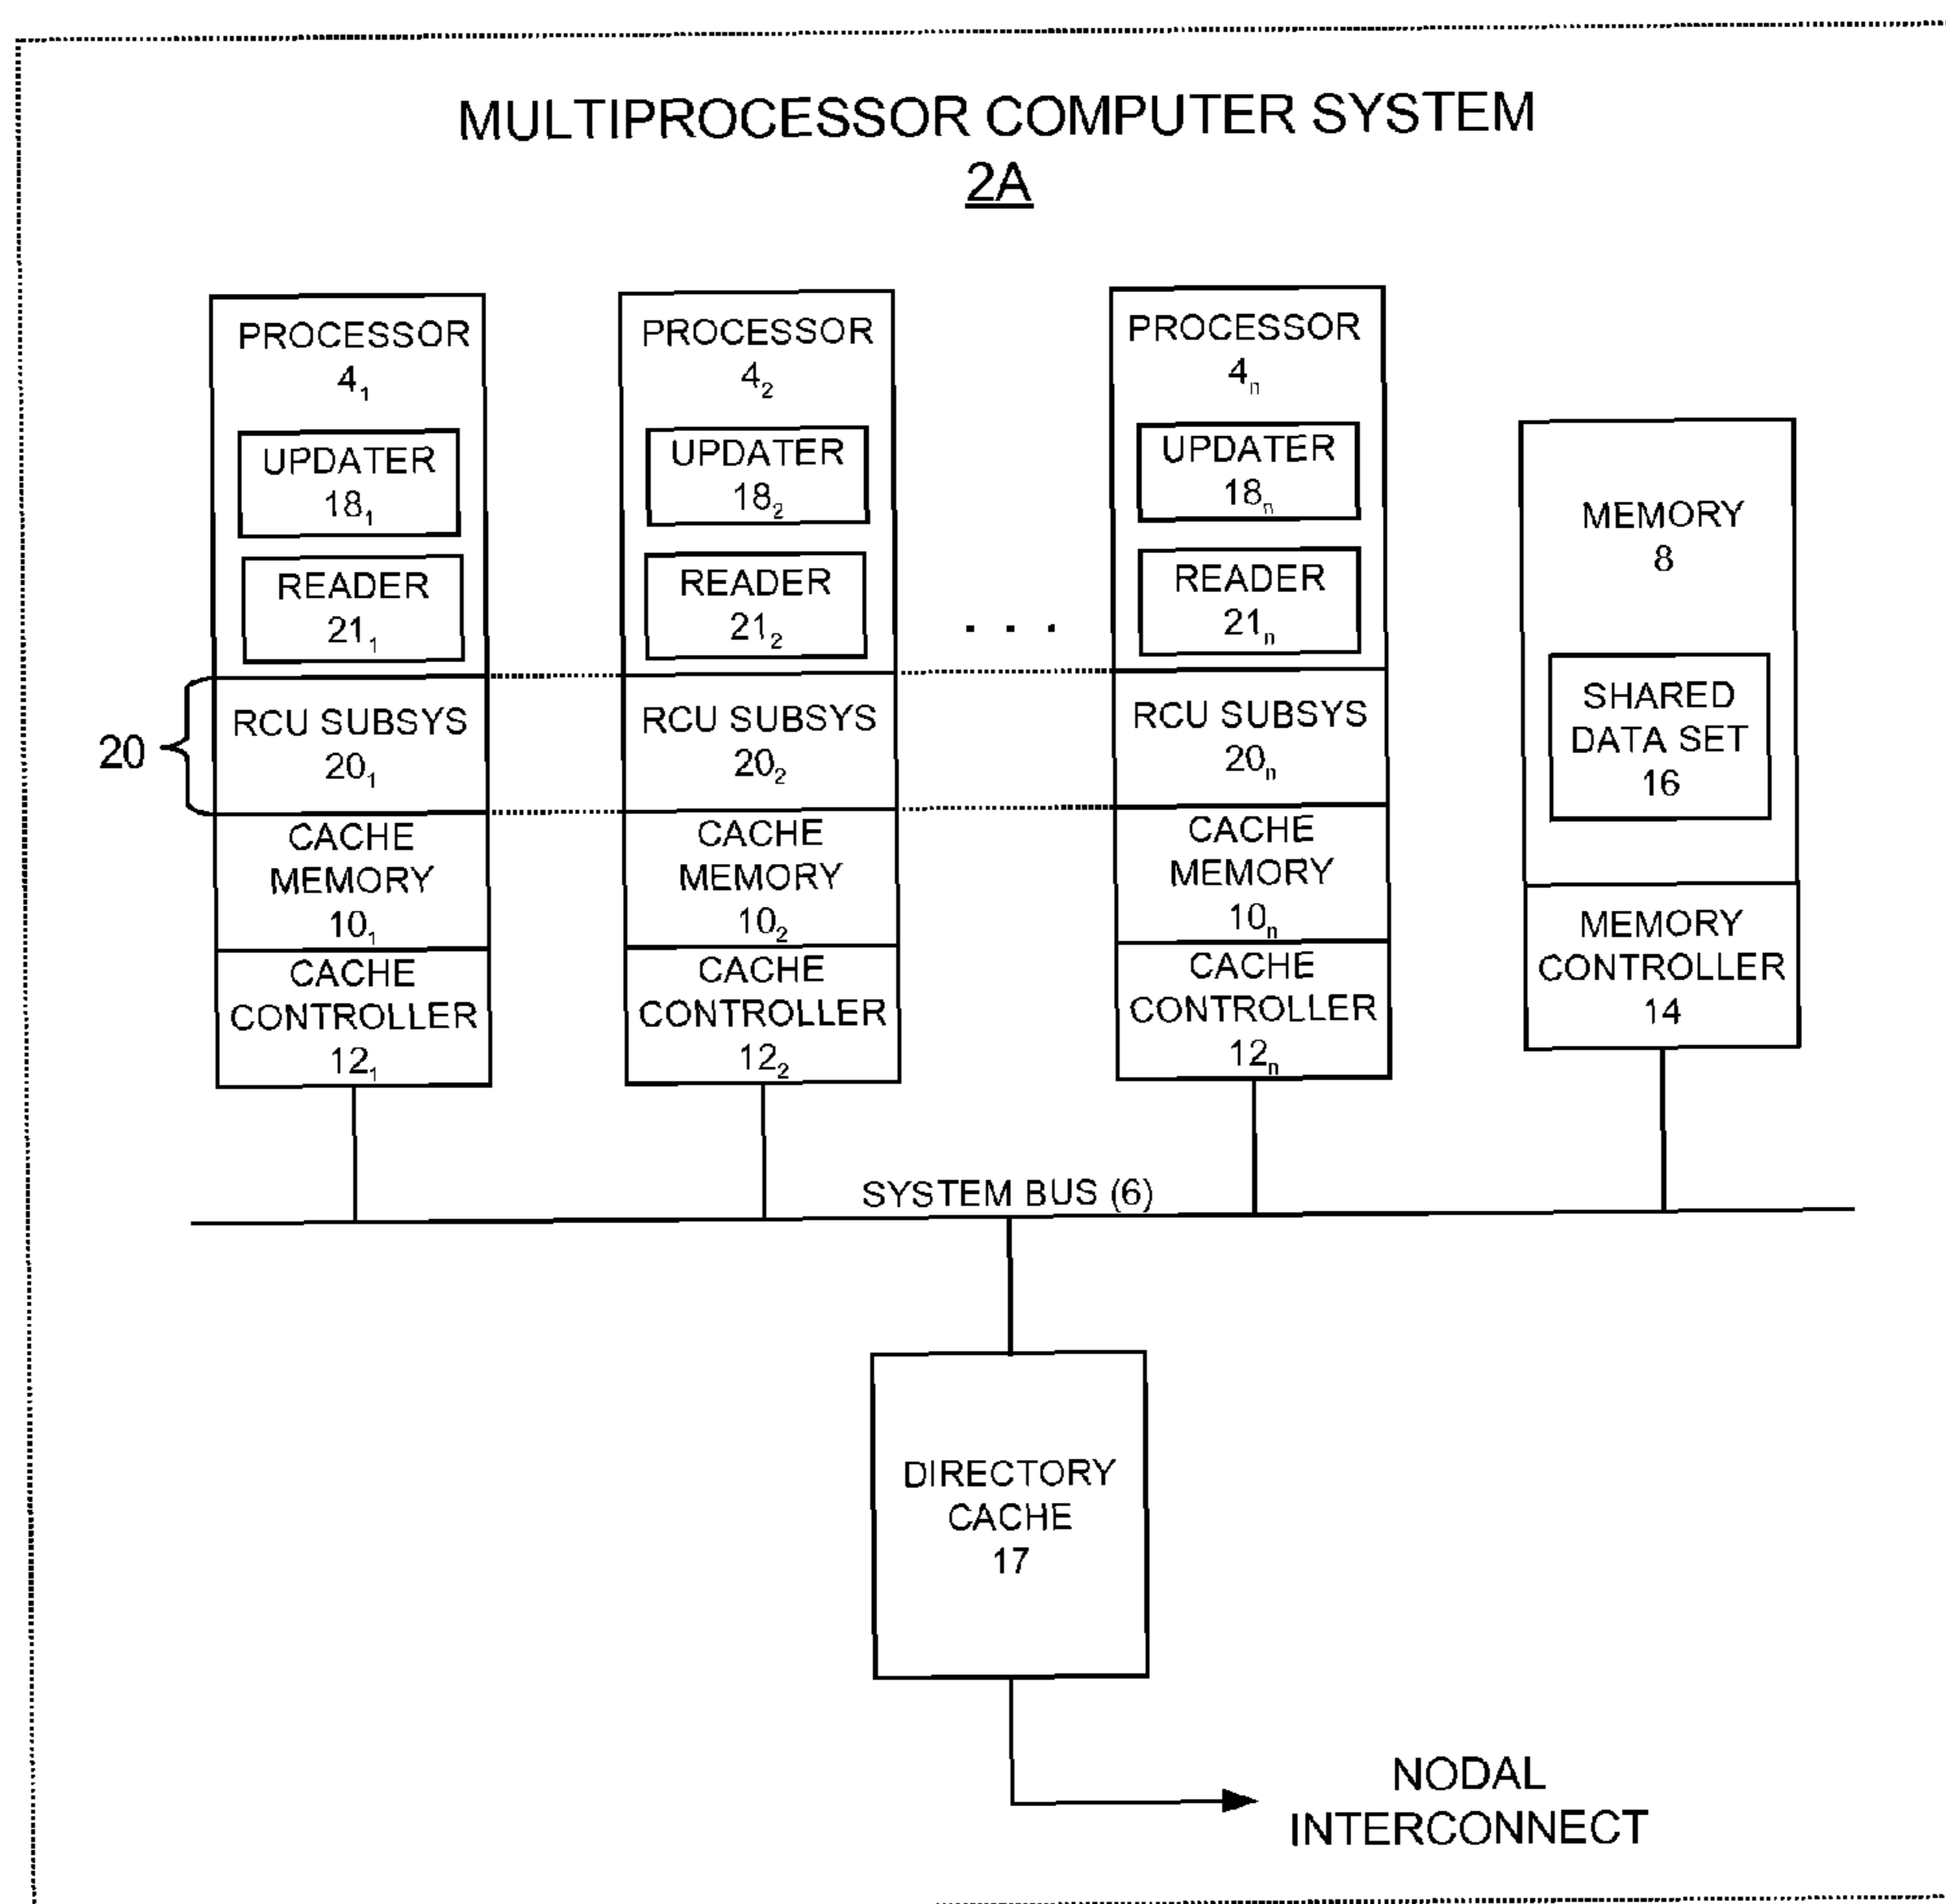 MULTIPROCESSOR COMPUTER SYSTEM
2A
PROCESSOR
4₁
UPDATER
18₁
READER
21₁
RCU SUBSYS
20₁
CACHE
MEMORY
10₁
CACHE
CONTROLLER
12₁
PROCESSOR
4₂
UPDATER
18₂
READER
21₂
RCU SUBSYS
20₂
CACHE
MEMORY
10₂
CACHE
CONTROLLER
12₂
. . .
PROCESSOR
4ₙ
UPDATER
18ₙ
READER
21ₙ
RCU SUBSYS
20ₙ
CACHE
MEMORY
10ₙ
CACHE
CONTROLLER
12ₙ
MEMORY
8
SHARED
DATA SET
16
MEMORY
CONTROLLER
14
20
SYSTEM BUS (6)
DIRECTORY
CACHE
17
NODAL
INTERCONNECT